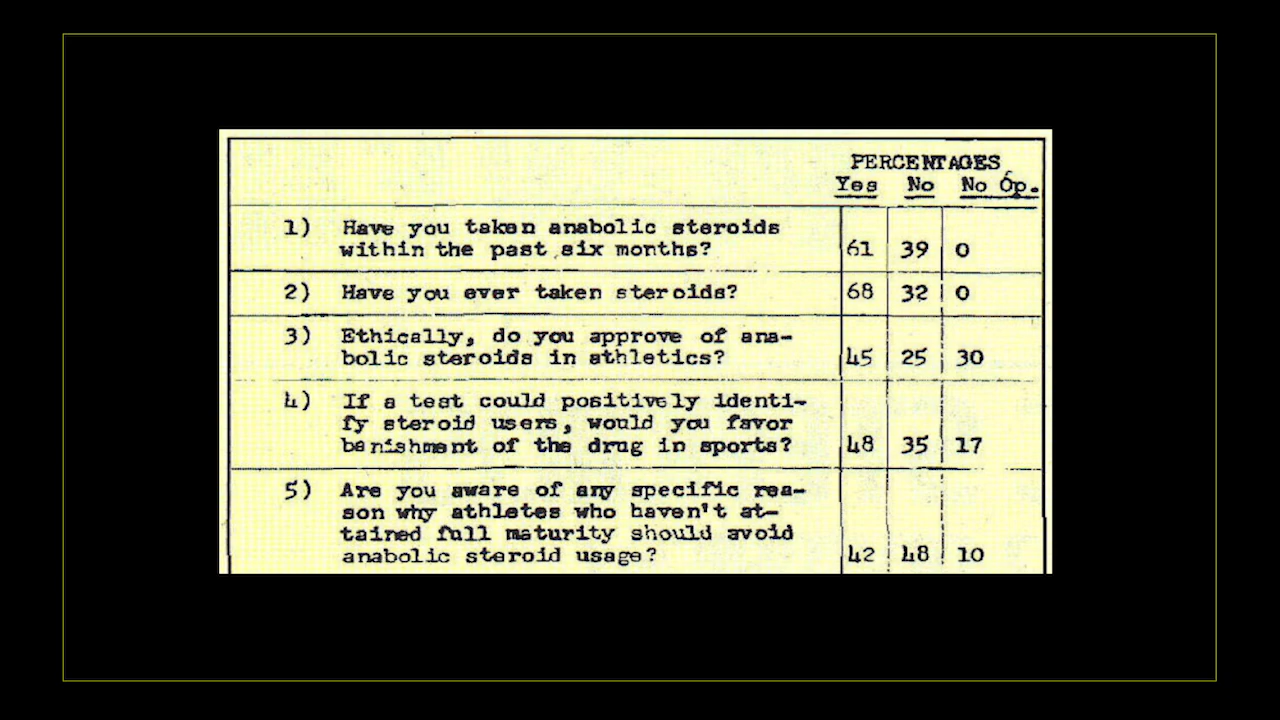 PERCENTAGES
Yes No No Op.
1) Have you taken anabolic steroids
within the past six months? 61 39 0
2) Have you ever taken steroids? 68 32 0
3) Ethically, do you approve of ana-
bolic steroids in athletics? 45 25 30
4) If a test could positively identi-
fy steroid users, would you favor
banishment of the drug in sports? 48 35 17
5) Are you aware of any specific rea-
son why athletes who haven't at-
tained full maturity should avoid
anabolic steroid usage? 42 48 10